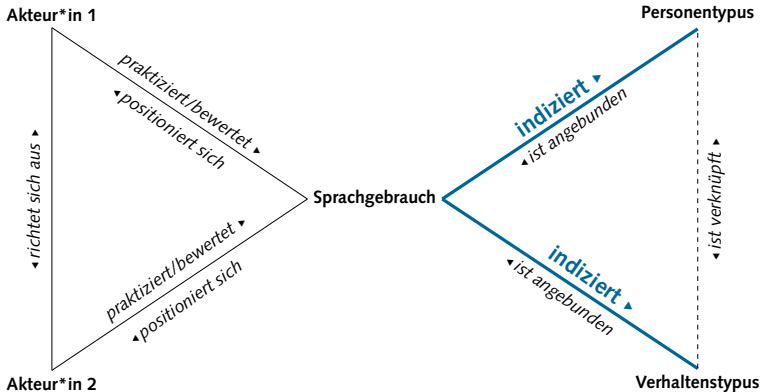 Akteur*in 1
Personentypus
praktiziert/bewertet ▸
◂ positioniert sich
indiziert ▸
◂ ist angebunden
◂ richtet sich aus ▸
Sprachgebrauch
◂ ist verknüpft ▸
praktiziert/bewertet ▸
◂ positioniert sich
indiziert ▸
◂ ist angebunden
Akteur*in 2
Verhaltenstypus